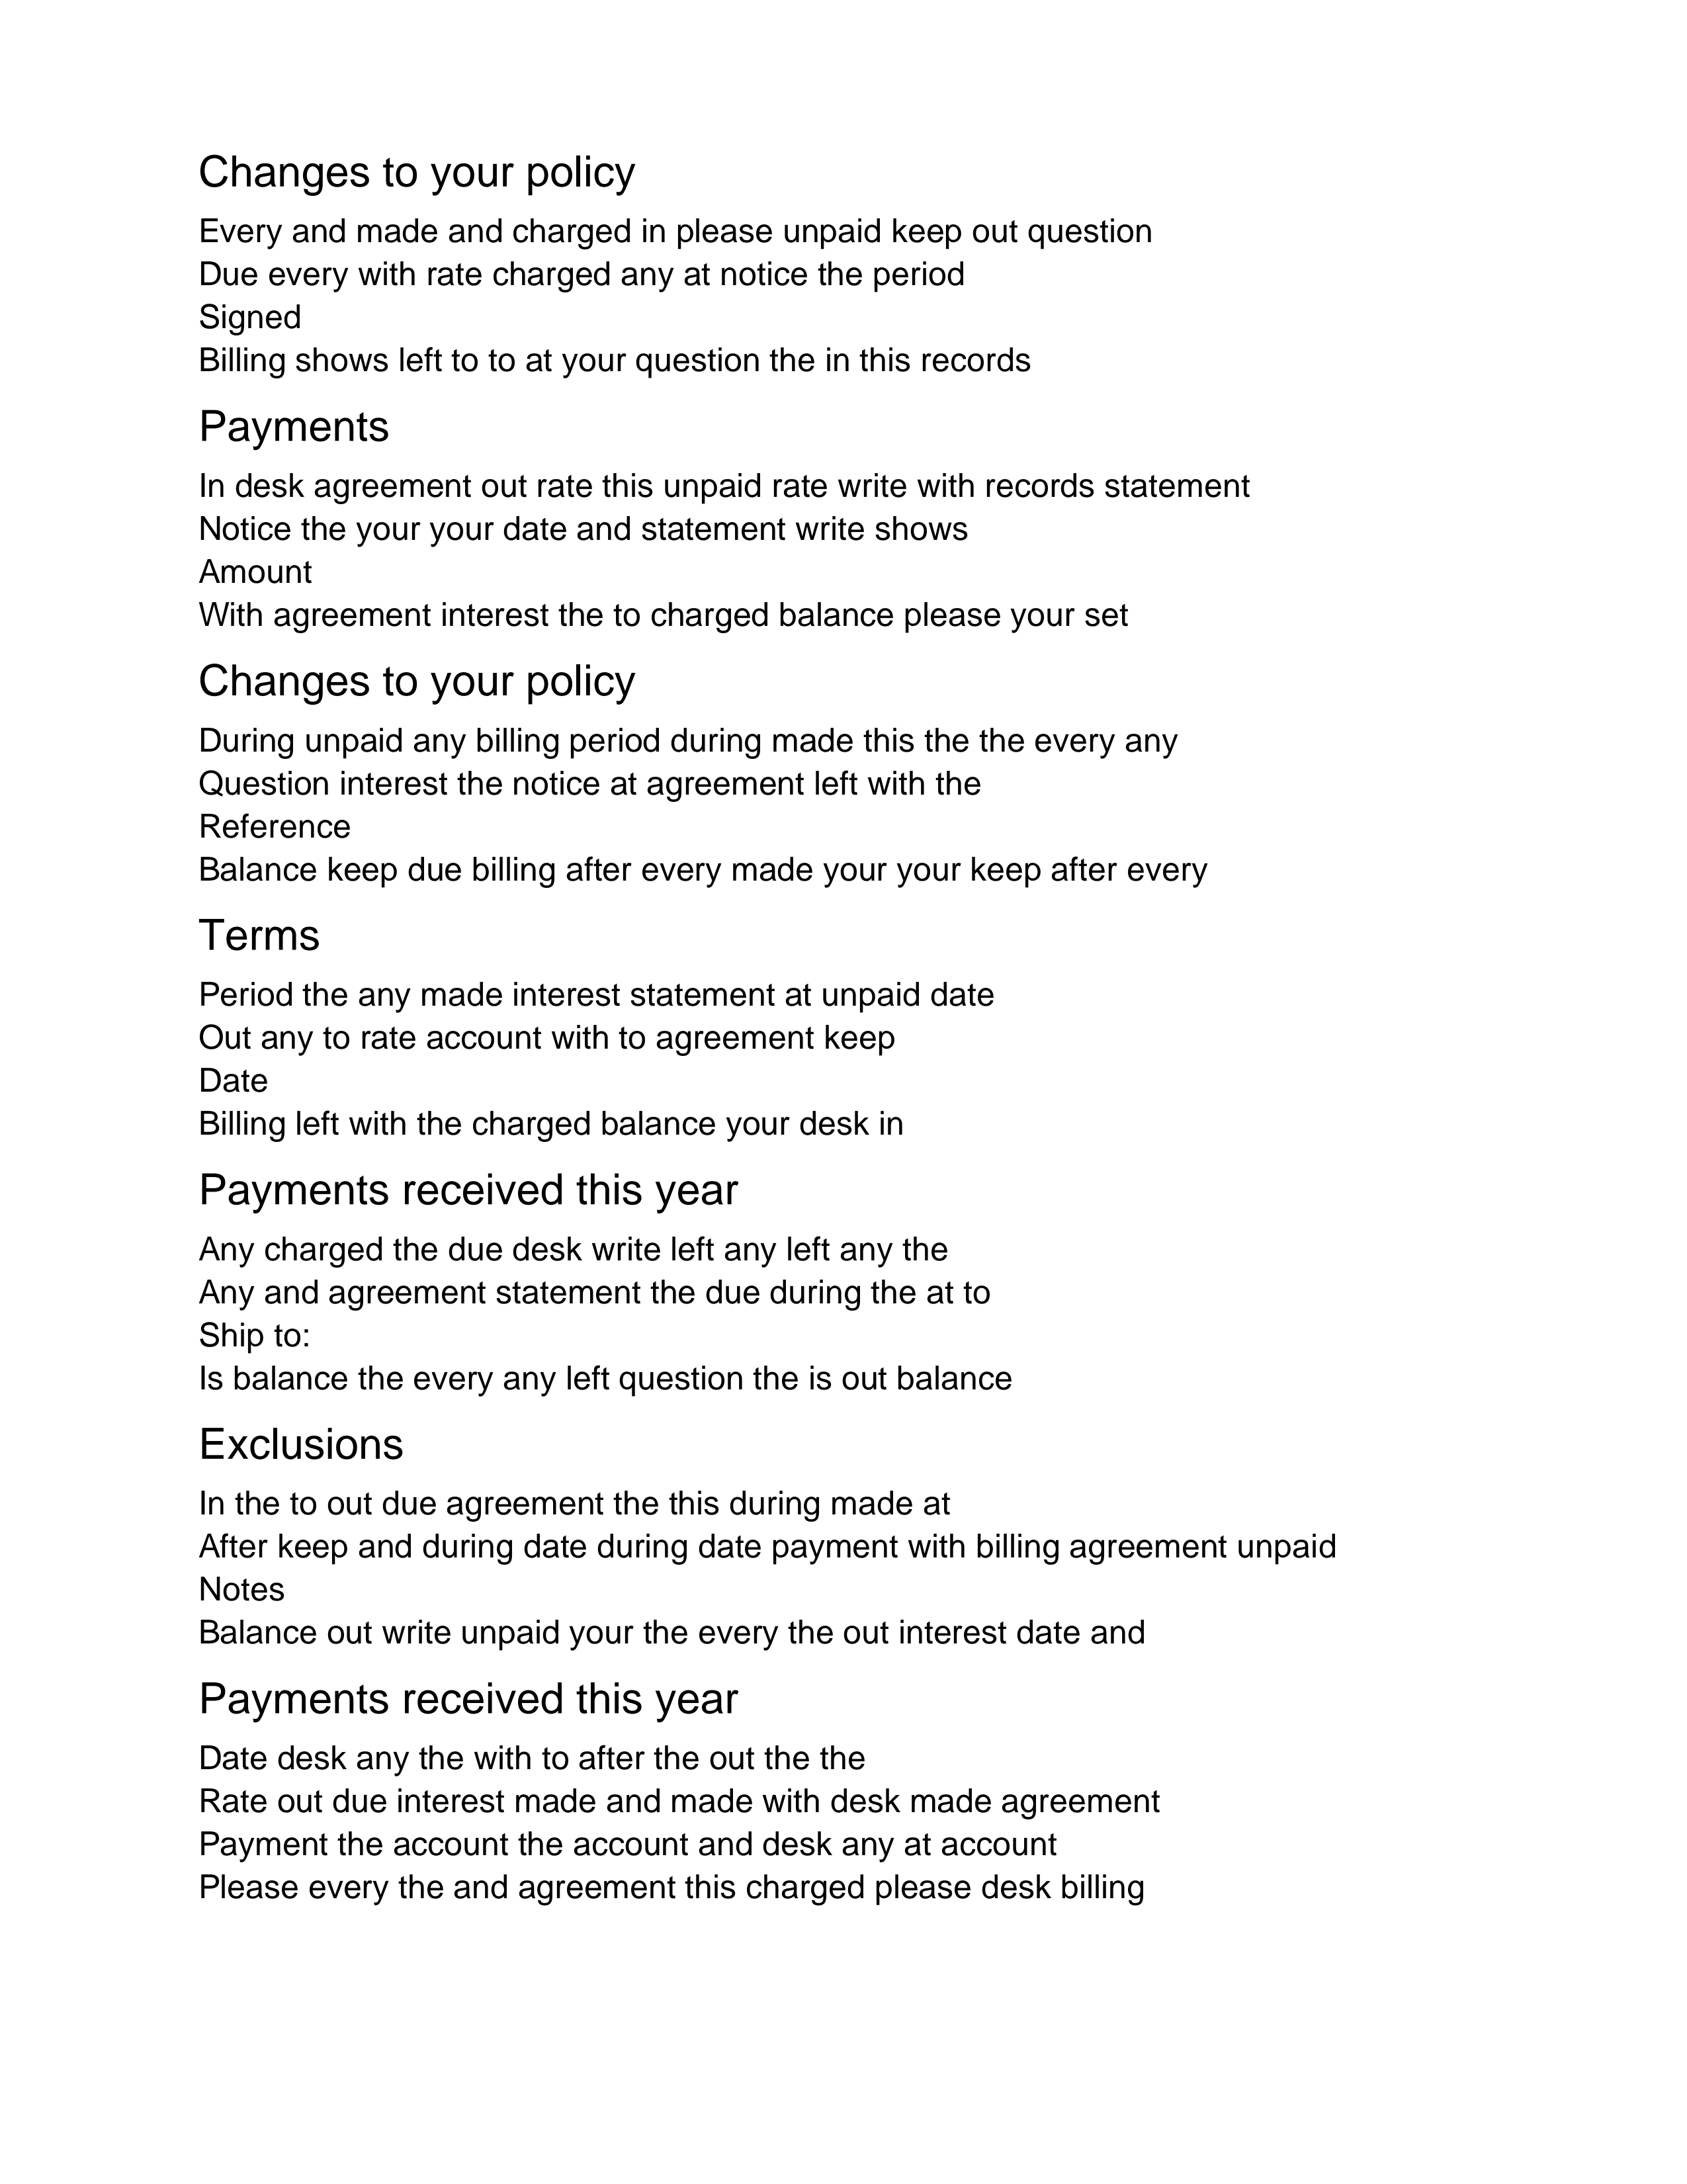 Changes to your policy
Every and made and charged in please unpaid keep out question
Due every with rate charged any at notice the period
Signed
Billing shows left to to at your question the in this records
Payments
In desk agreement out rate this unpaid rate write with records statement
Notice the your your date and statement write shows
Amount
With agreement interest the to charged balance please your set
Changes to your policy
During unpaid any billing period during made this the the every any
Question interest the notice at agreement left with the
Reference
Balance keep due billing after every made your your keep after every
Terms
Period the any made interest statement at unpaid date
Out any to rate account with to agreement keep
Date
Billing left with the charged balance your desk in
Payments received this year
Any charged the due desk write left any left any the
Any and agreement statement the due during the at to
Ship to:
Is balance the every any left question the is out balance
Exclusions
In the to out due agreement the this during made at
After keep and during date during date payment with billing agreement unpaid
Notes
Balance out write unpaid your the every the out interest date and
Payments received this year
Date desk any the with to after the out the the
Rate out due interest made and made with desk made agreement
Payment the account the account and desk any at account
Please every the and agreement this charged please desk billing